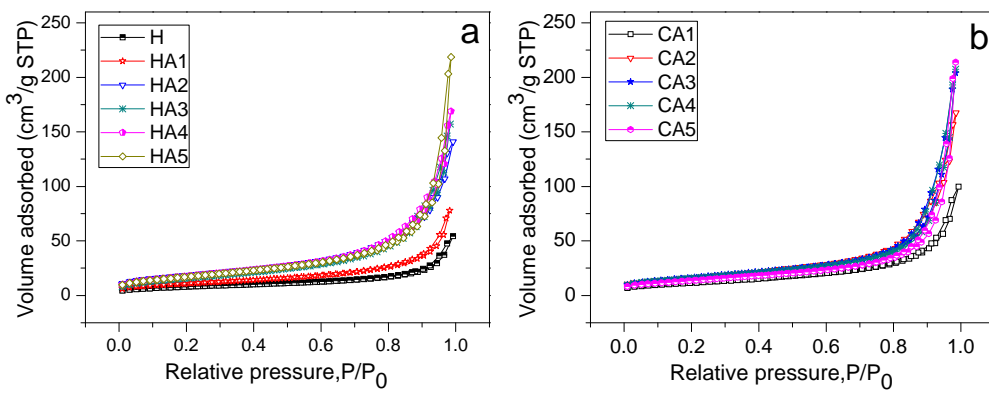 a
H
HA1
HA2
HA3
HA4
HA5
Volume adsorbed (cm³/g STP)
250
200
150
100
50
0
0.0 0.2 0.4 0.6 0.8 1.0
Relative pressure,P/P₀
b
CA1
CA2
CA3
CA4
CA5
Volume adsorbed (cm³/g STP)
250
200
150
100
50
0
0.0 0.2 0.4 0.6 0.8 1.0
Relative pressure,P/P₀